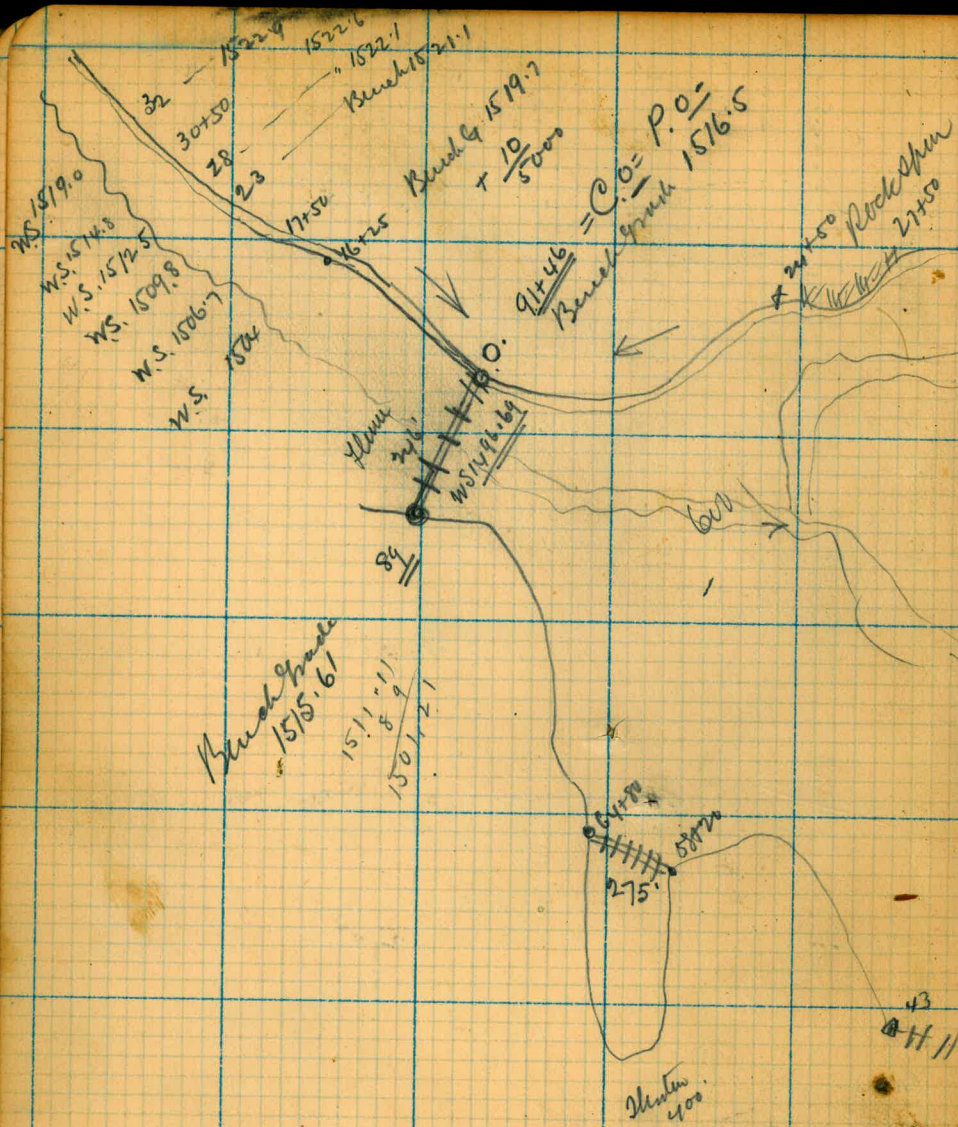 32 — 1522.9
30+50 1522.6
28 — " 1522.1
23 Bench 1521.1
17+50
Bench G 1519.7
+ 10
5000
16+25
91+46 = C.O = P.O =
Bench Grade 1516.5
24+50
Rock Spur
27+50
W.S. 1519.0
W.S. 1514.8
W.S. 1512.5
W.S. 1509.8
W.S. 1506.7
W.S. 1504
O.
Flume
246'
W S 1496.69
600
89
Bench Grade
1515.61
1511.11
8 9
1501.21
64+80
58+20
275'
43
400.